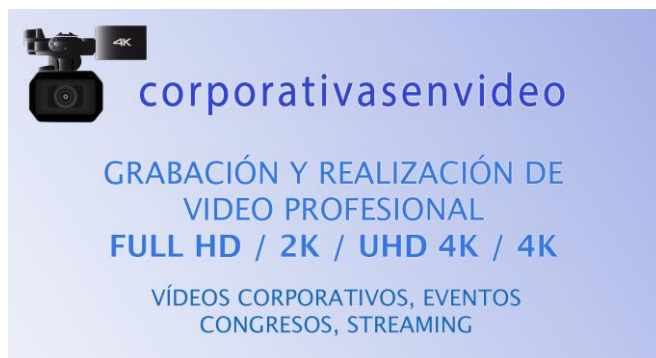 4K
corporativasenvideo
GRABACIÓN Y REALIZACIÓN DE
VIDEO PROFESIONAL
FULL HD / 2K / UHD 4K / 4K
VÍDEOS CORPORATIVOS, EVENTOS
CONGRESOS, STREAMING